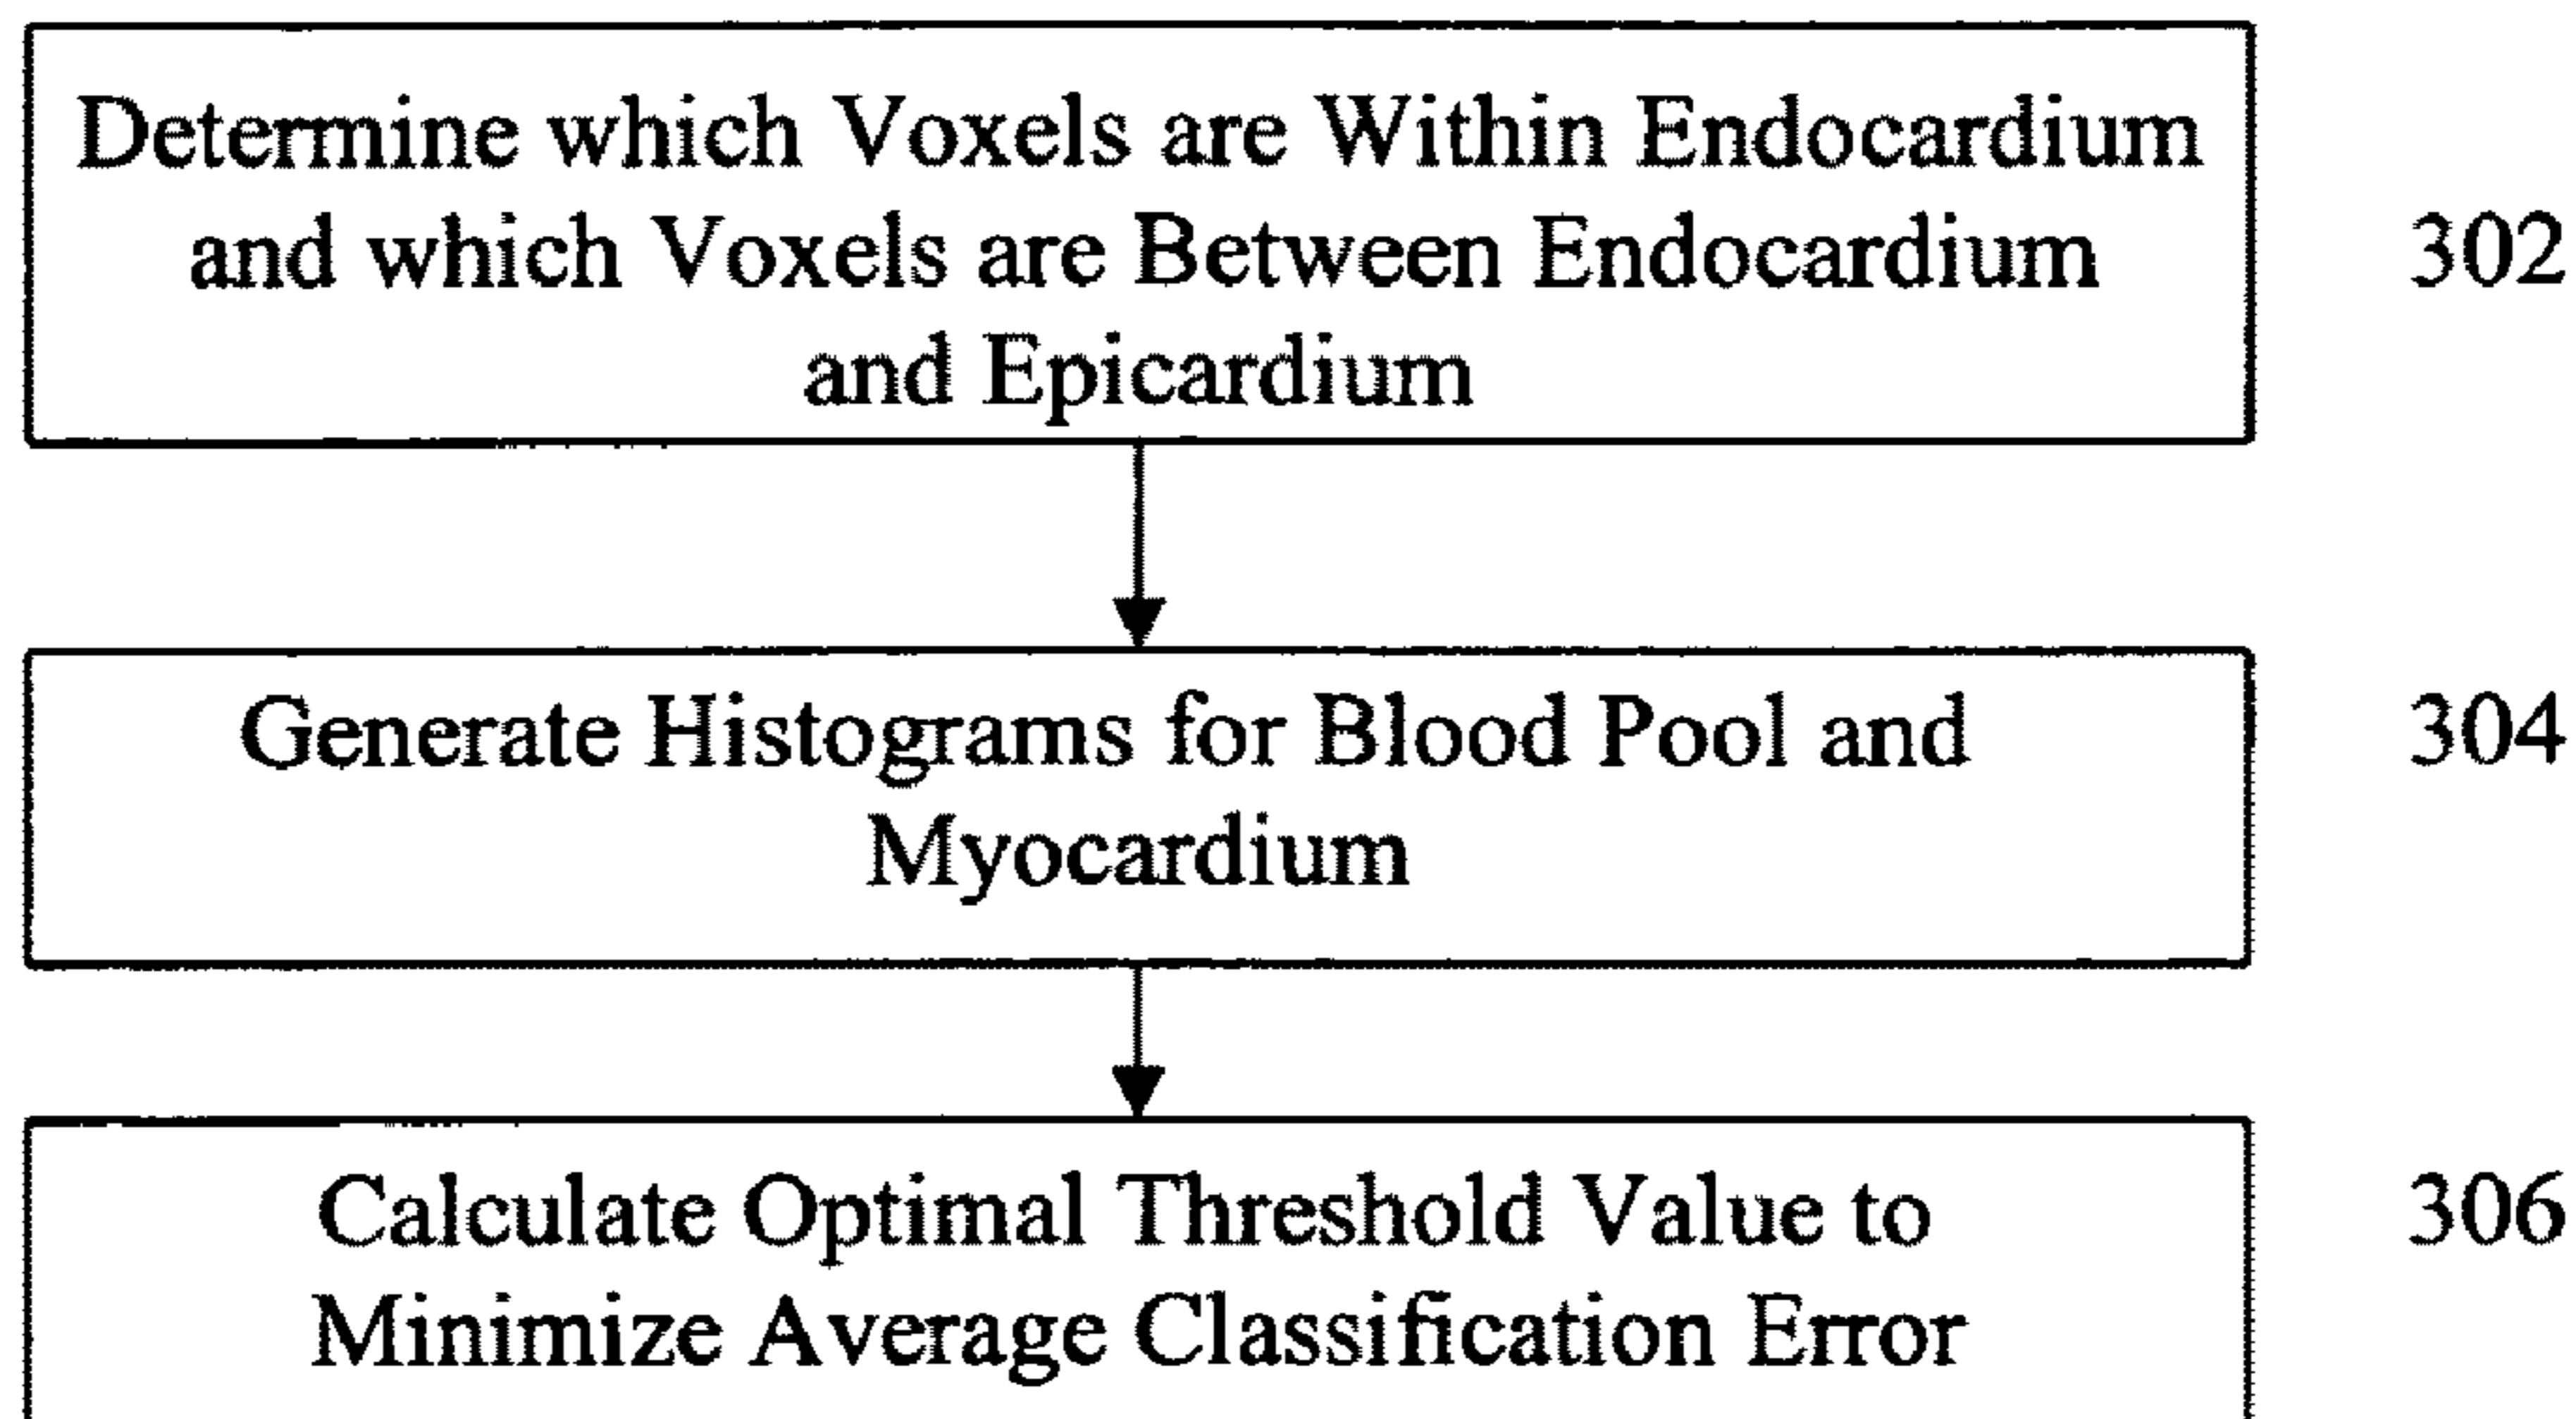 Determine which Voxels are Within Endocardium
and which Voxels are Between Endocardium
and Epicardium
302
Generate Histograms for Blood Pool and
Myocardium
304
Calculate Optimal Threshold Value to
Minimize Average Classification Error
306